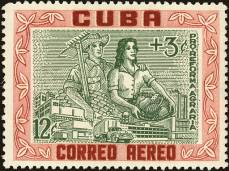 CUBA
+3¢
PRO-REFORMA AGRARIA
12¢
CORREO AEREO